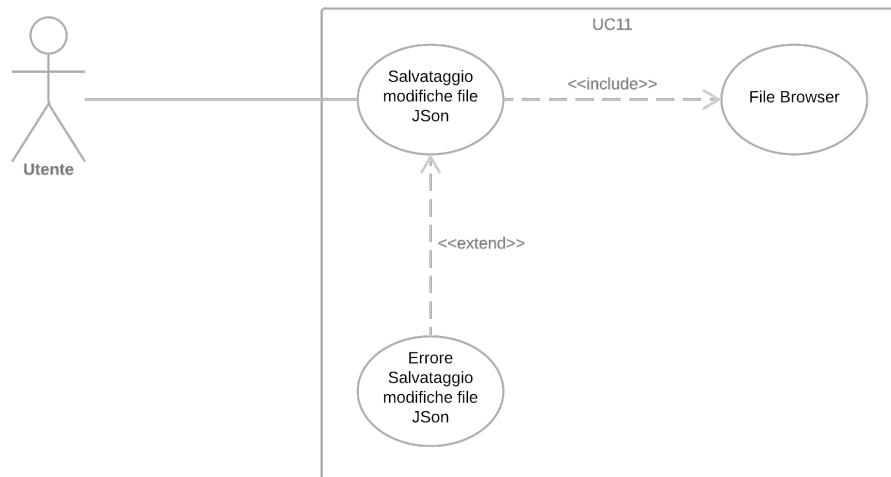 UC11
Salvataggio
modifiche file
JSon
<<include>>
File Browser
Utente
<<extend>>
Errore
Salvataggio
modifiche file
JSon